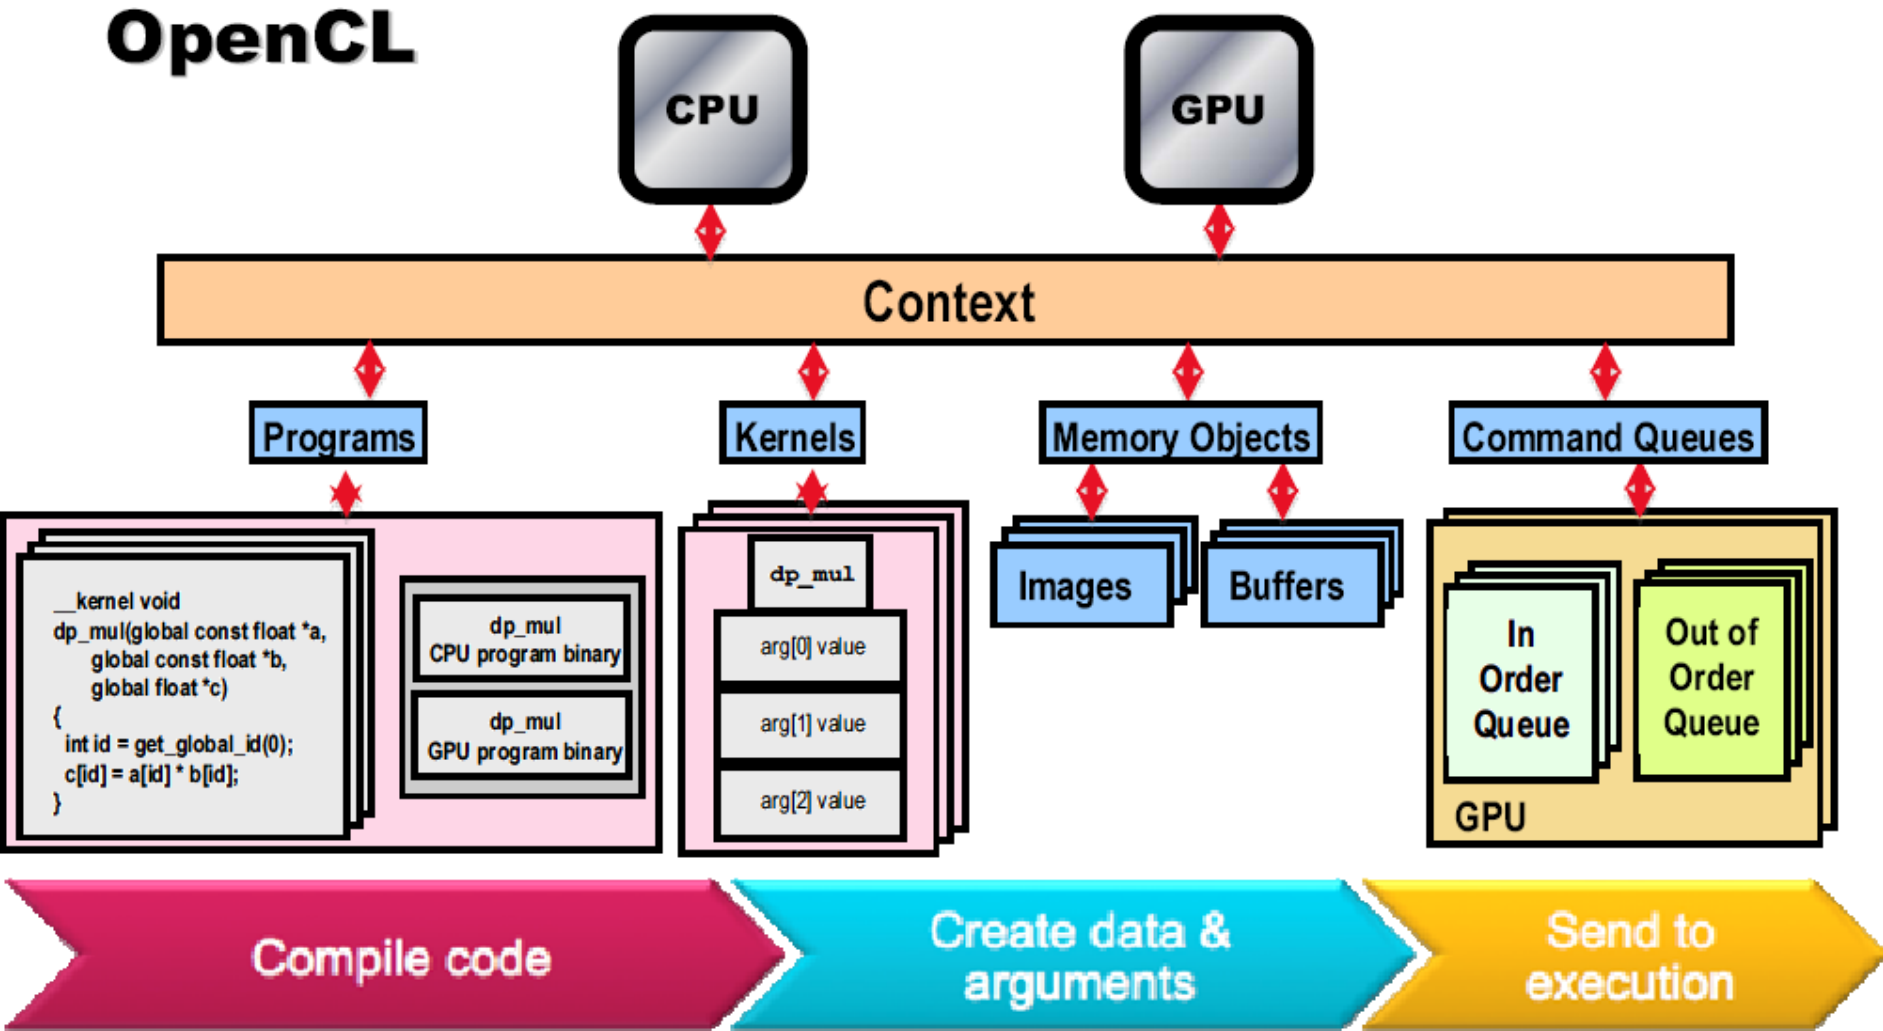 OpenCL
CPU
GPU
Context
Programs
Kernels
Memory Objects
Command Queues
__kernel void
dp_mul(global const float *a,
global const float *b,
global float *c)
{
int id = get_global_id(0);
c[id] = a[id] * b[id];
}
dp_mul
CPU program binary
dp_mul
GPU program binary
dp_mul
arg[0] value
arg[1] value
arg[2] value
Images
Buffers
In
Order
Queue
Out of
Order
Queue
GPU
Compile code
Create data &
arguments
Send to
execution